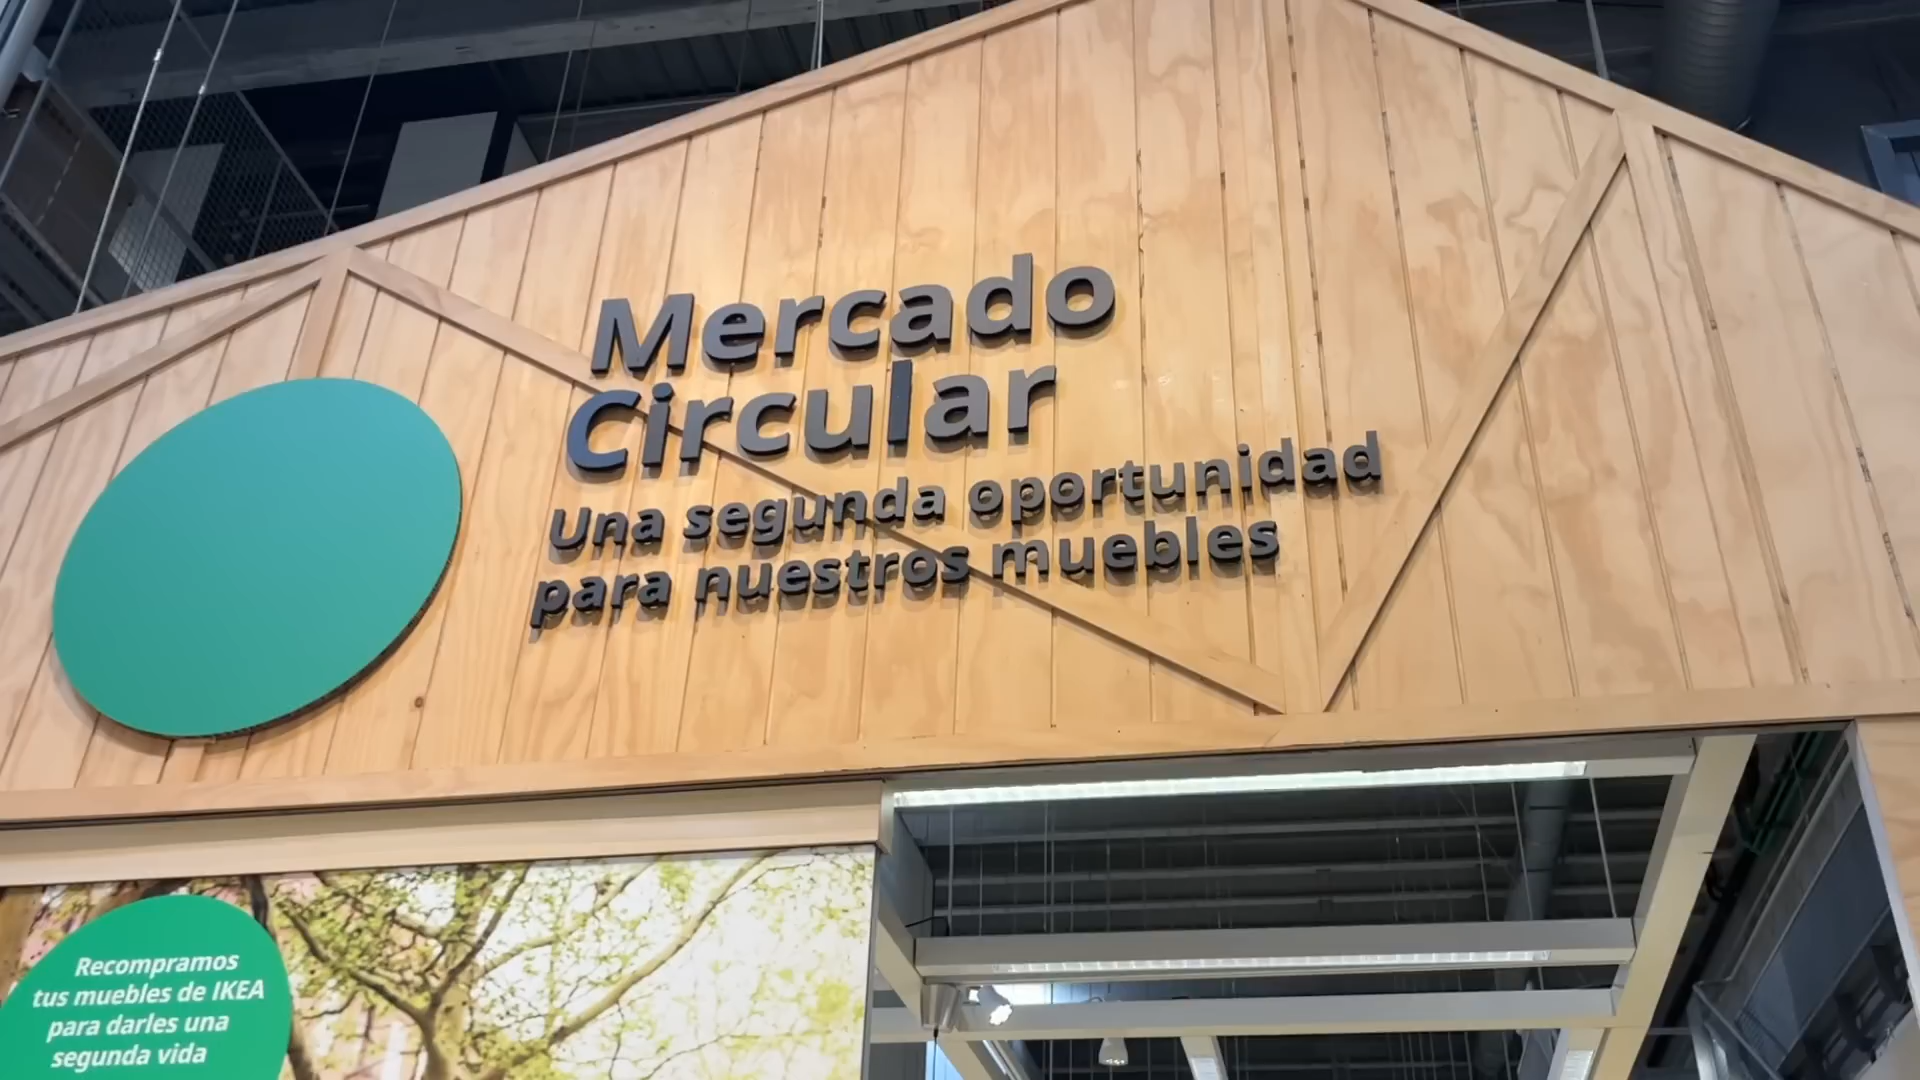 Mercado
Circular
Una segunda oportunidad
para nuestros muebles
Recompramos
tus muebles de IKEA
para darles una
segunda vida